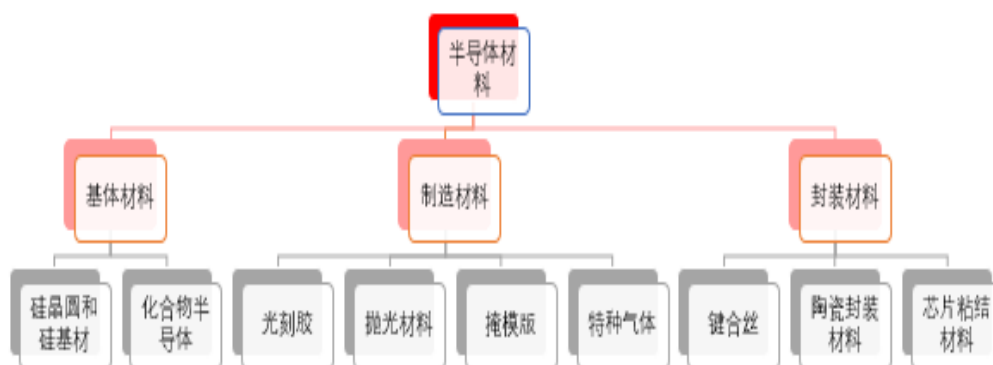 半导体材
料
基体材料
制造材料
封装材料
硅晶圆和
硅基材
化合物半
导体
光刻胶
抛光材料
掩模版
特种气体
键合丝
陶瓷封装
材料
芯片粘结
材料